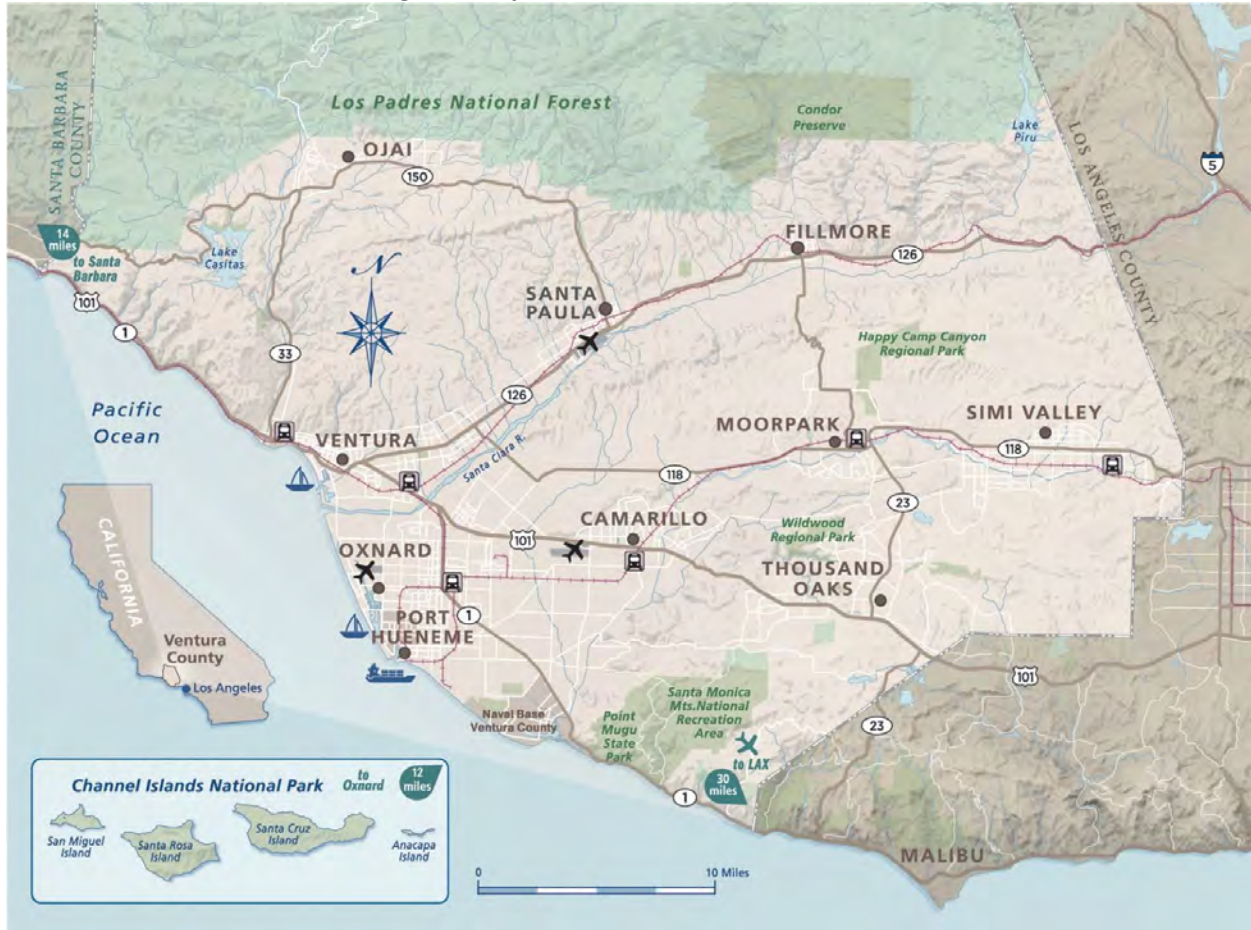 Los Padres National Forest
Condor
Preserve
Lake
Piru
SANTA BARBARA
COUNTY
LOS ANGELES COUNTY
5
OJAI
150
14
miles
to Santa
Barbara
Lake
Casitas
FILLMORE
126
101
1
N
SANTA
PAULA
33
Happy Camp Canyon
Regional Park
126
Pacific
Ocean
VENTURA
Santa Clara R.
MOORPARK
SIMI VALLEY
118
118
23
CAMARILLO
101
Wildwood
Regional Park
OXNARD
THOUSAND
OAKS
PORT
HUENEME
1
101
CALIFORNIA
Ventura
County
Los Angeles
Naval Base
Ventura County
Point
Mugu
State
Park
Santa Monica
Mts.National
Recreation
Area
to LAX
23
30
miles
1
MALIBU
Channel Islands National Park
to
Oxnard
12
miles
San Miguel
Island
Santa Rosa
Island
Santa Cruz
Island
Anacapa
Island
0
10 Miles